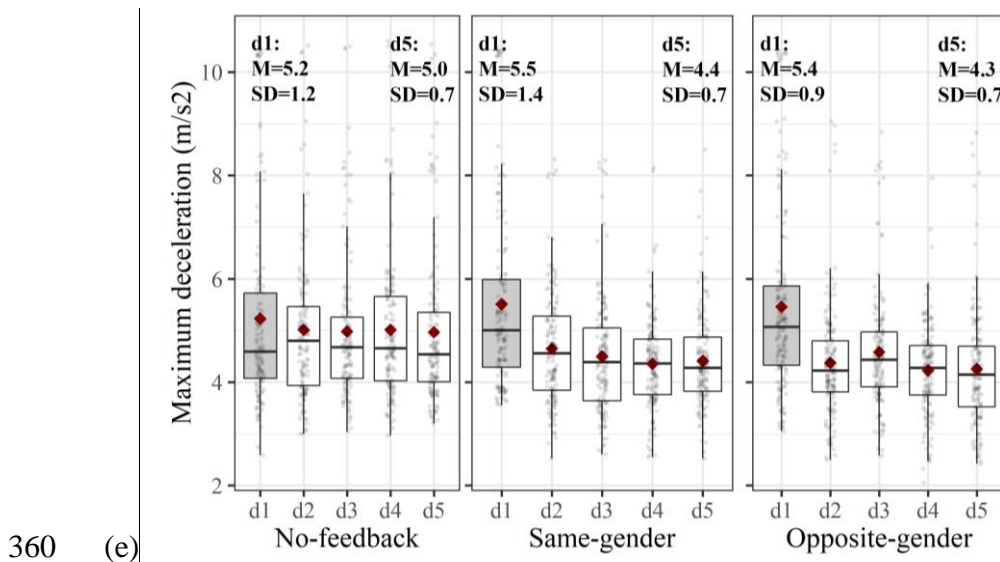 d1: d5: d1: d5: d1: d5:
M=5.2 M=5.0 M=5.5 M=4.4 M=5.4 M=4.3
SD=1.2 SD=0.7 SD=1.4 SD=0.7 SD=0.9 SD=0.7
Maximum deceleration (m/s2)
10
8
6
4
2
d1 d2 d3 d4 d5 d1 d2 d3 d4 d5 d1 d2 d3 d4 d5
No-feedback Same-gender Opposite-gender
360 (e)